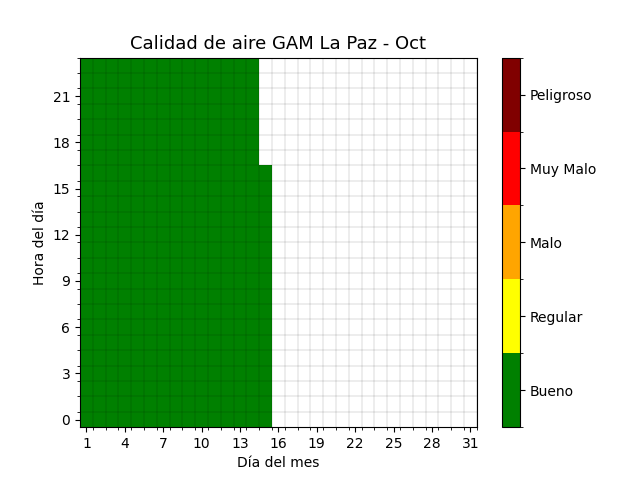 Calidad de aire GAM La Paz - Oct
21
18
15
12
9
6
3
0
Hora del día
1 4 7 10 13 16 19 22 25 28 31
Día del mes
Peligroso
Muy Malo
Malo
Regular
Bueno